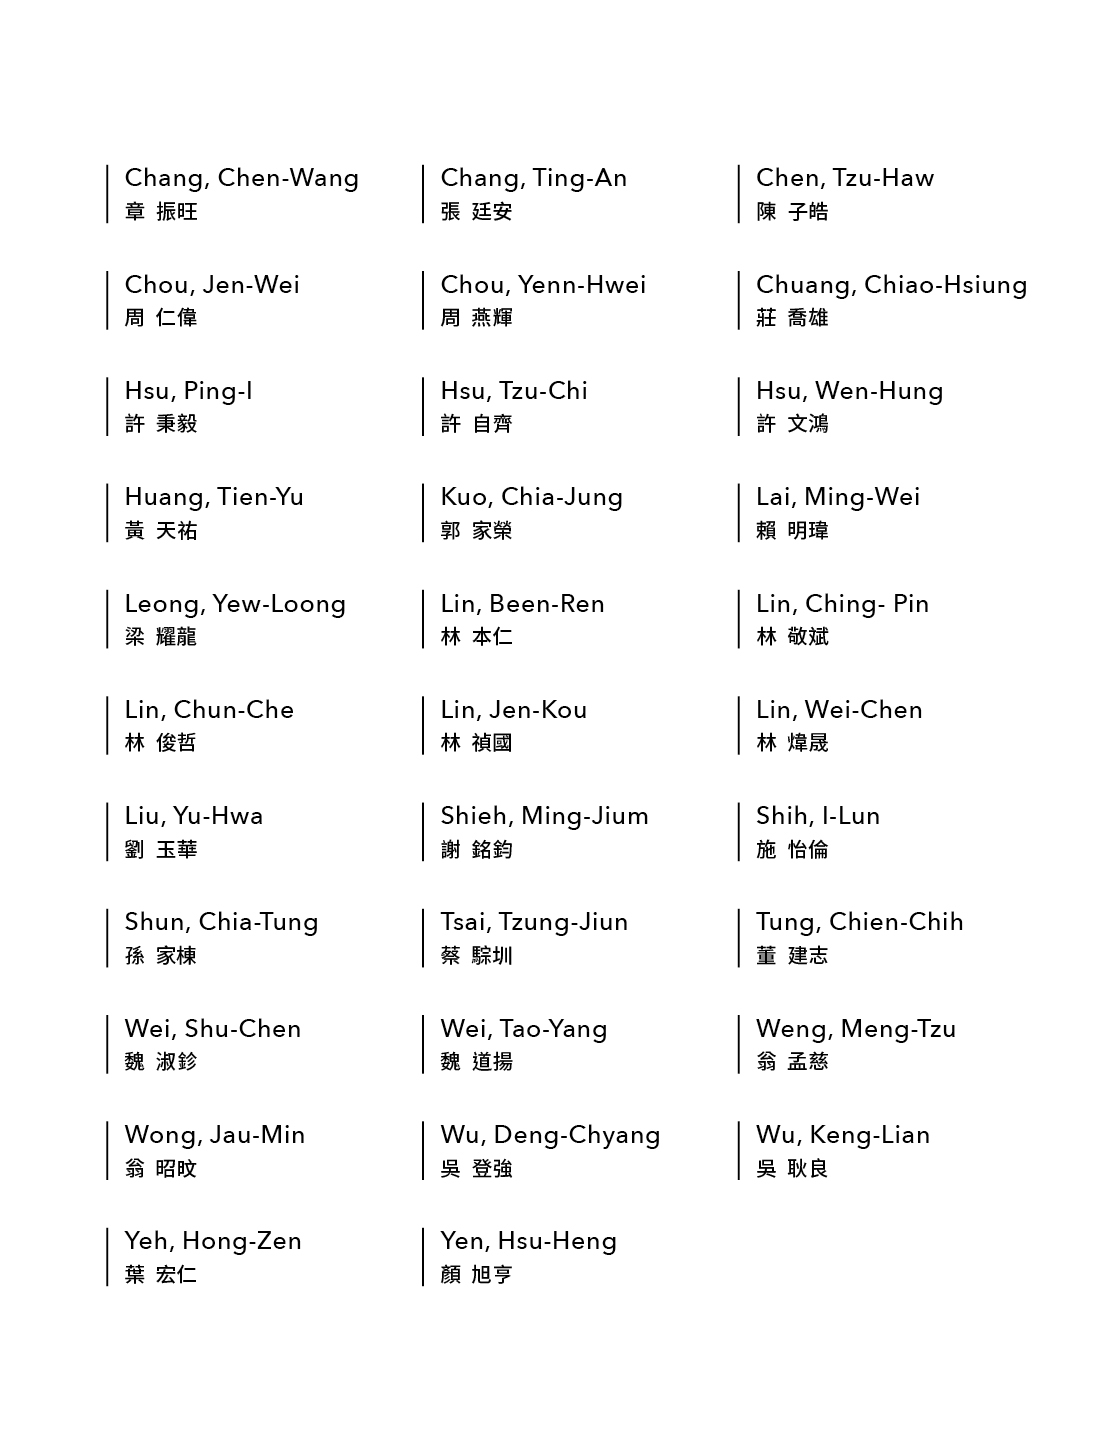 Chang, Chen-Wang
章 振旺
Chang, Ting-An
張 廷安
Chen, Tzu-Haw
陳 子皓
Chou, Jen-Wei
周 仁偉
Chou, Yenn-Hwei
周 燕輝
Chuang, Chiao-Hsiung
莊 喬雄
Hsu, Ping-I
許 秉毅
Hsu, Tzu-Chi
許 自齊
Hsu, Wen-Hung
許 文鴻
Huang, Tien-Yu
黃 天祐
Kuo, Chia-Jung
郭 家榮
Lai, Ming-Wei
賴 明瑋
Leong, Yew-Loong
梁 耀龍
Lin, Been-Ren
林 本仁
Lin, Ching- Pin
林 敬斌
Lin, Chun-Che
林 俊哲
Lin, Jen-Kou
林 禎國
Lin, Wei-Chen
林 煒晟
Liu, Yu-Hwa
劉 玉華
Shieh, Ming-Jium
謝 銘鈞
Shih, I-Lun
施 怡倫
Shun, Chia-Tung
孫 家棟
Tsai, Tzung-Jiun
蔡 騌圳
Tung, Chien-Chih
董 建志
Wei, Shu-Chen
魏 淑鉁
Wei, Tao-Yang
魏 道揚
Weng, Meng-Tzu
翁 孟慈
Wong, Jau-Min
翁 昭旼
Wu, Deng-Chyang
吳 登強
Wu, Keng-Lian
吳 耿良
Yeh, Hong-Zen
葉 宏仁
Yen, Hsu-Heng
顏 旭亨